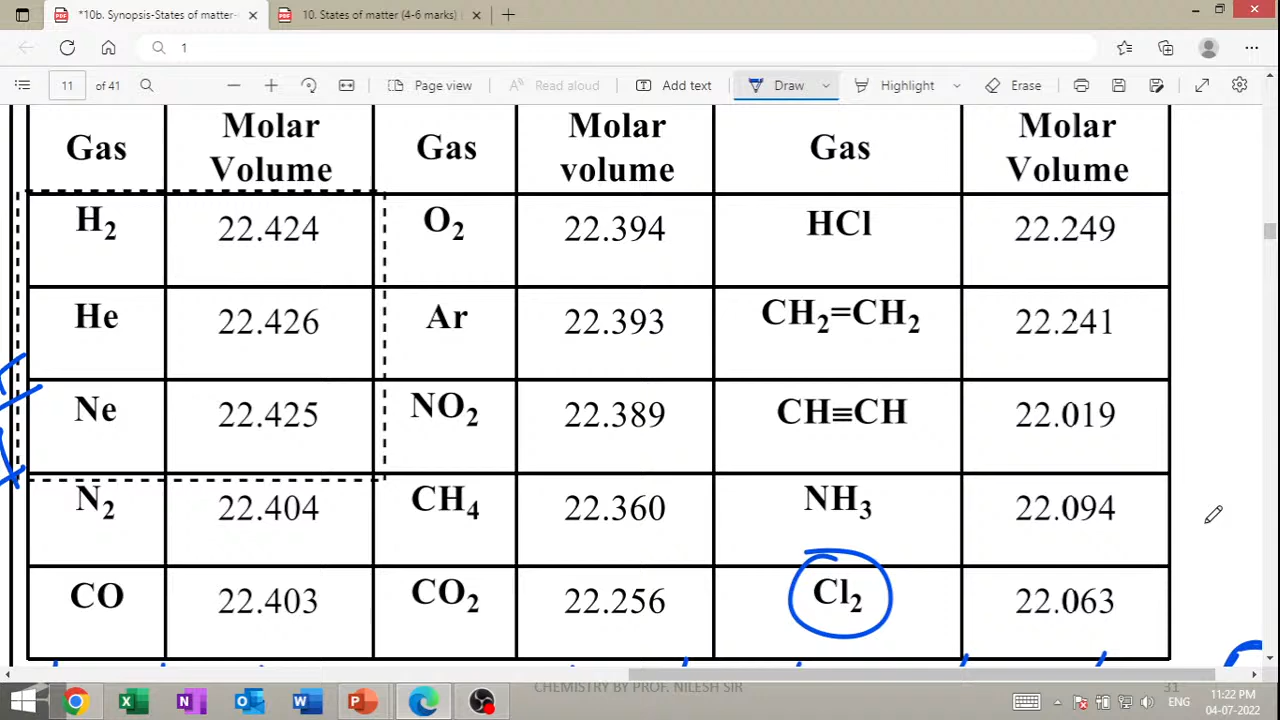 *10b. Synopsis-States of matter-
10. States of matter (4-6 marks)
1
11 of 41
Page view
Read aloud
Add text
Draw
Highlight
Erase
Gas Molar Volume Gas Molar volume Gas Molar Volume
H₂ 22.424 O₂ 22.394 HCl 22.249
He 22.426 Ar 22.393 CH₂=CH₂ 22.241
Ne 22.425 NO₂ 22.389 CH≡CH 22.019
N₂ 22.404 CH₄ 22.360 NH₃ 22.094
CO 22.403 CO₂ 22.256 Cl₂ 22.063
CHEMISTRY BY PROF. NILESH SIR
31
ENG
11:22 PM
04-07-2022